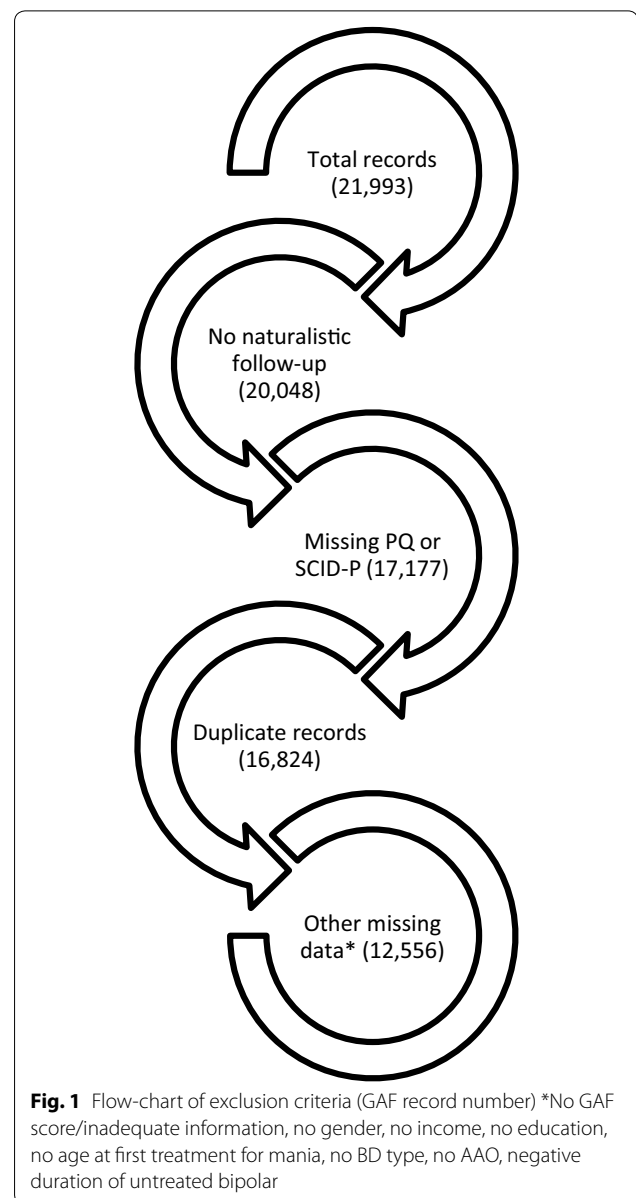 Total records
(21,993)
No naturalistic
follow-up
(20,048)
Missing PQ or
SCID-P (17,177)
Duplicate records
(16,824)
Other missing
data* (12,556)
Fig. 1 Flow-chart of exclusion criteria (GAF record number) *No GAF
score/inadequate information, no gender, no income, no education,
no age at first treatment for mania, no BD type, no AAO, negative
duration of untreated bipolar